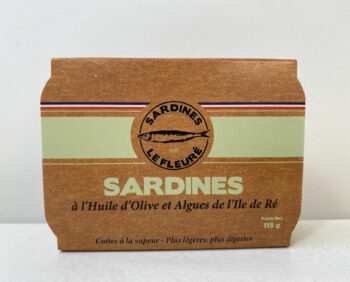 SARDINES
LE FLEURÉ
SARDINES
à l'Huile d'Olive et Algues de l'Ile de Ré
Poids Net
115 g
Cuites à la vapeur - Plus légères, plus digestes